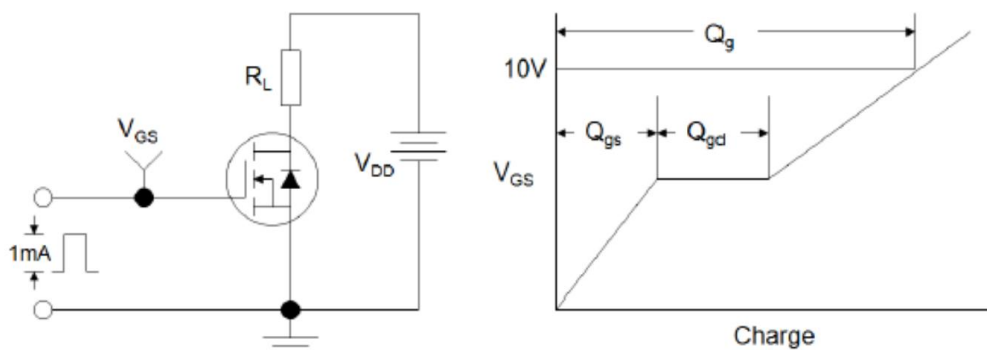 R_L
V_GS
V_DD
1mA
Q_g
10V
Q_gs
Q_gd
V_GS
Charge